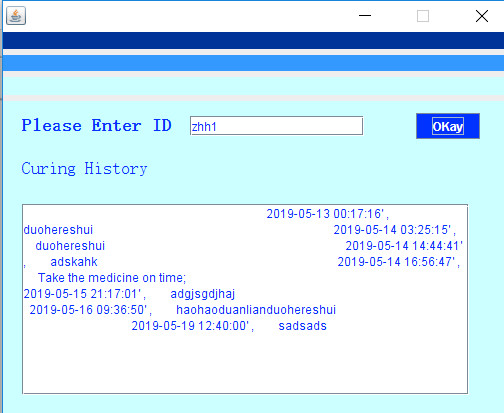 Please Enter ID zhh1 OKay
Curing History
2019-05-13 00:17:16',
duohereshui 2019-05-14 03:25:15',
duohereshui 2019-05-14 14:44:41'
, adskahk 2019-05-14 16:56:47',
Take the medicine on time;
2019-05-15 21:17:01', adgjsgdjhaj
2019-05-16 09:36:50', haohaoduanlianduohereshui
2019-05-19 12:40:00', sadsads